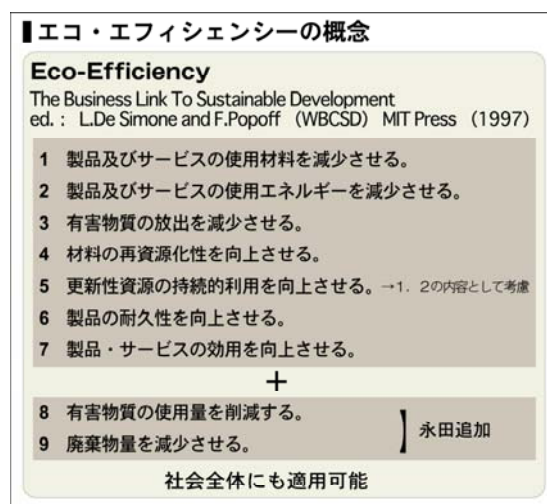 エコ・エフィシェンシーの概念
Eco-Efficiency
The Business Link To Sustainable Development
ed. : L.De Simone and F.Popoff (WBCSD) MIT Press (1997)
1 製品及びサービスの使用材料を減少させる。
2 製品及びサービスの使用エネルギーを減少させる。
3 有害物質の放出を減少させる。
4 材料の再資源化性を向上させる。
5 更新性資源の持続的利用を向上させる。→1．2の内容として考慮
6 製品の耐久性を向上させる。
7 製品・サービスの効用を向上させる。
+
8 有害物質の使用量を削減する。
9 廃棄物量を減少させる。
】永田追加
社会全体にも適用可能